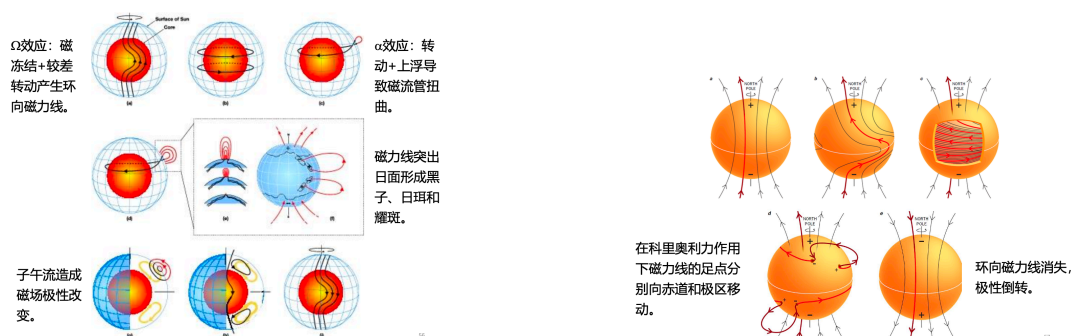 Surface of Sun
Core
Ω效应：磁
冻结+较差
转动产生环
向磁力线。
(a)
(b)
(c)
α效应：转
动+上浮导
致磁流管扭
曲。
(d)
(e)
(f)
磁力线突出
日面形成黑
子、日珥和
耀斑。
子午流造成
磁场极性改
变。
a
NORTH
POLE
+
−
b
NORTH
POLE
+
−
c
NORTH
POLE
+
−
在科里奥利力作用
下磁力线的足点分
别向赤道和极区移
动。
d
NORTH
POLE
+
−
e
NORTH
POLE
−
+
环向磁力线消失，
极性倒转。